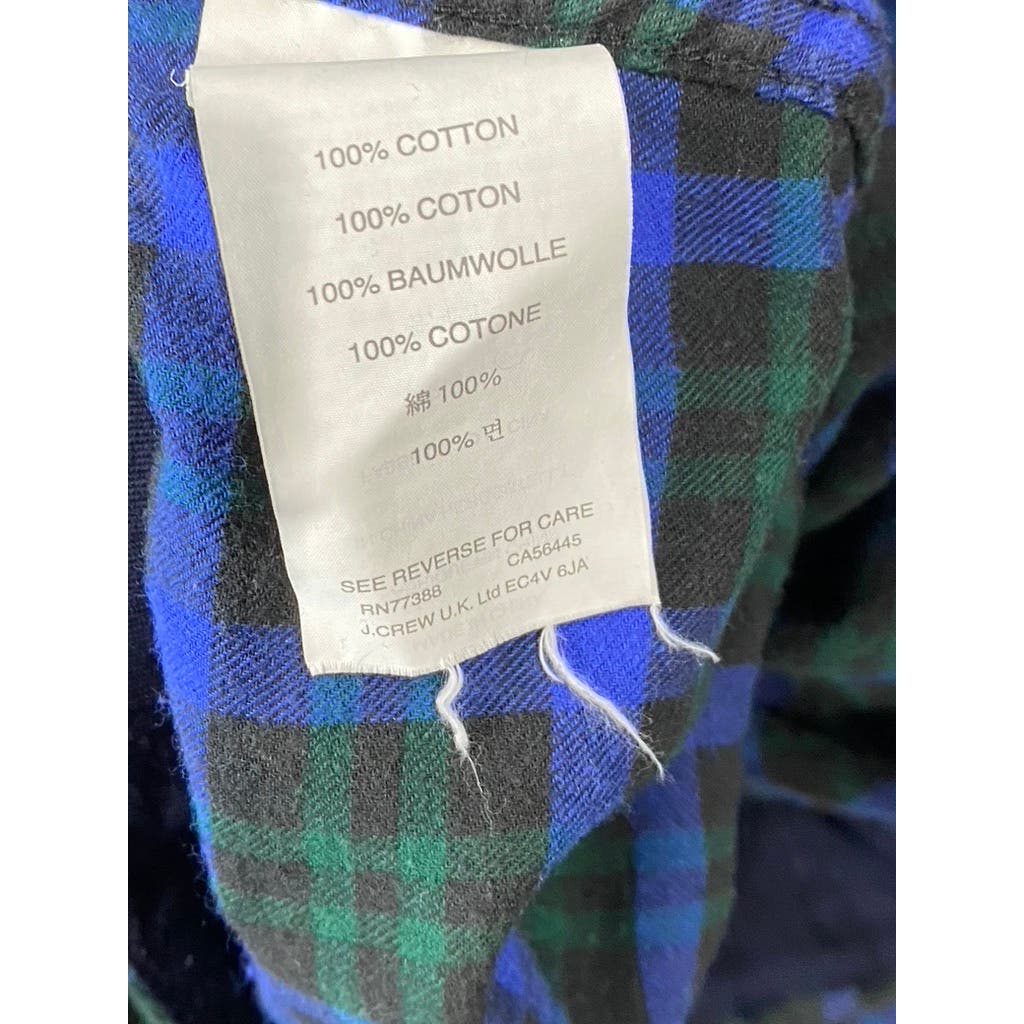 100% COTTON
100% COTON
100% BAUMWOLLE
100% COTONE
綿 100%
100% 면
SEE REVERSE FOR CARE
RN77388 CA56445
J.CREW U.K. Ltd EC4V 6JA